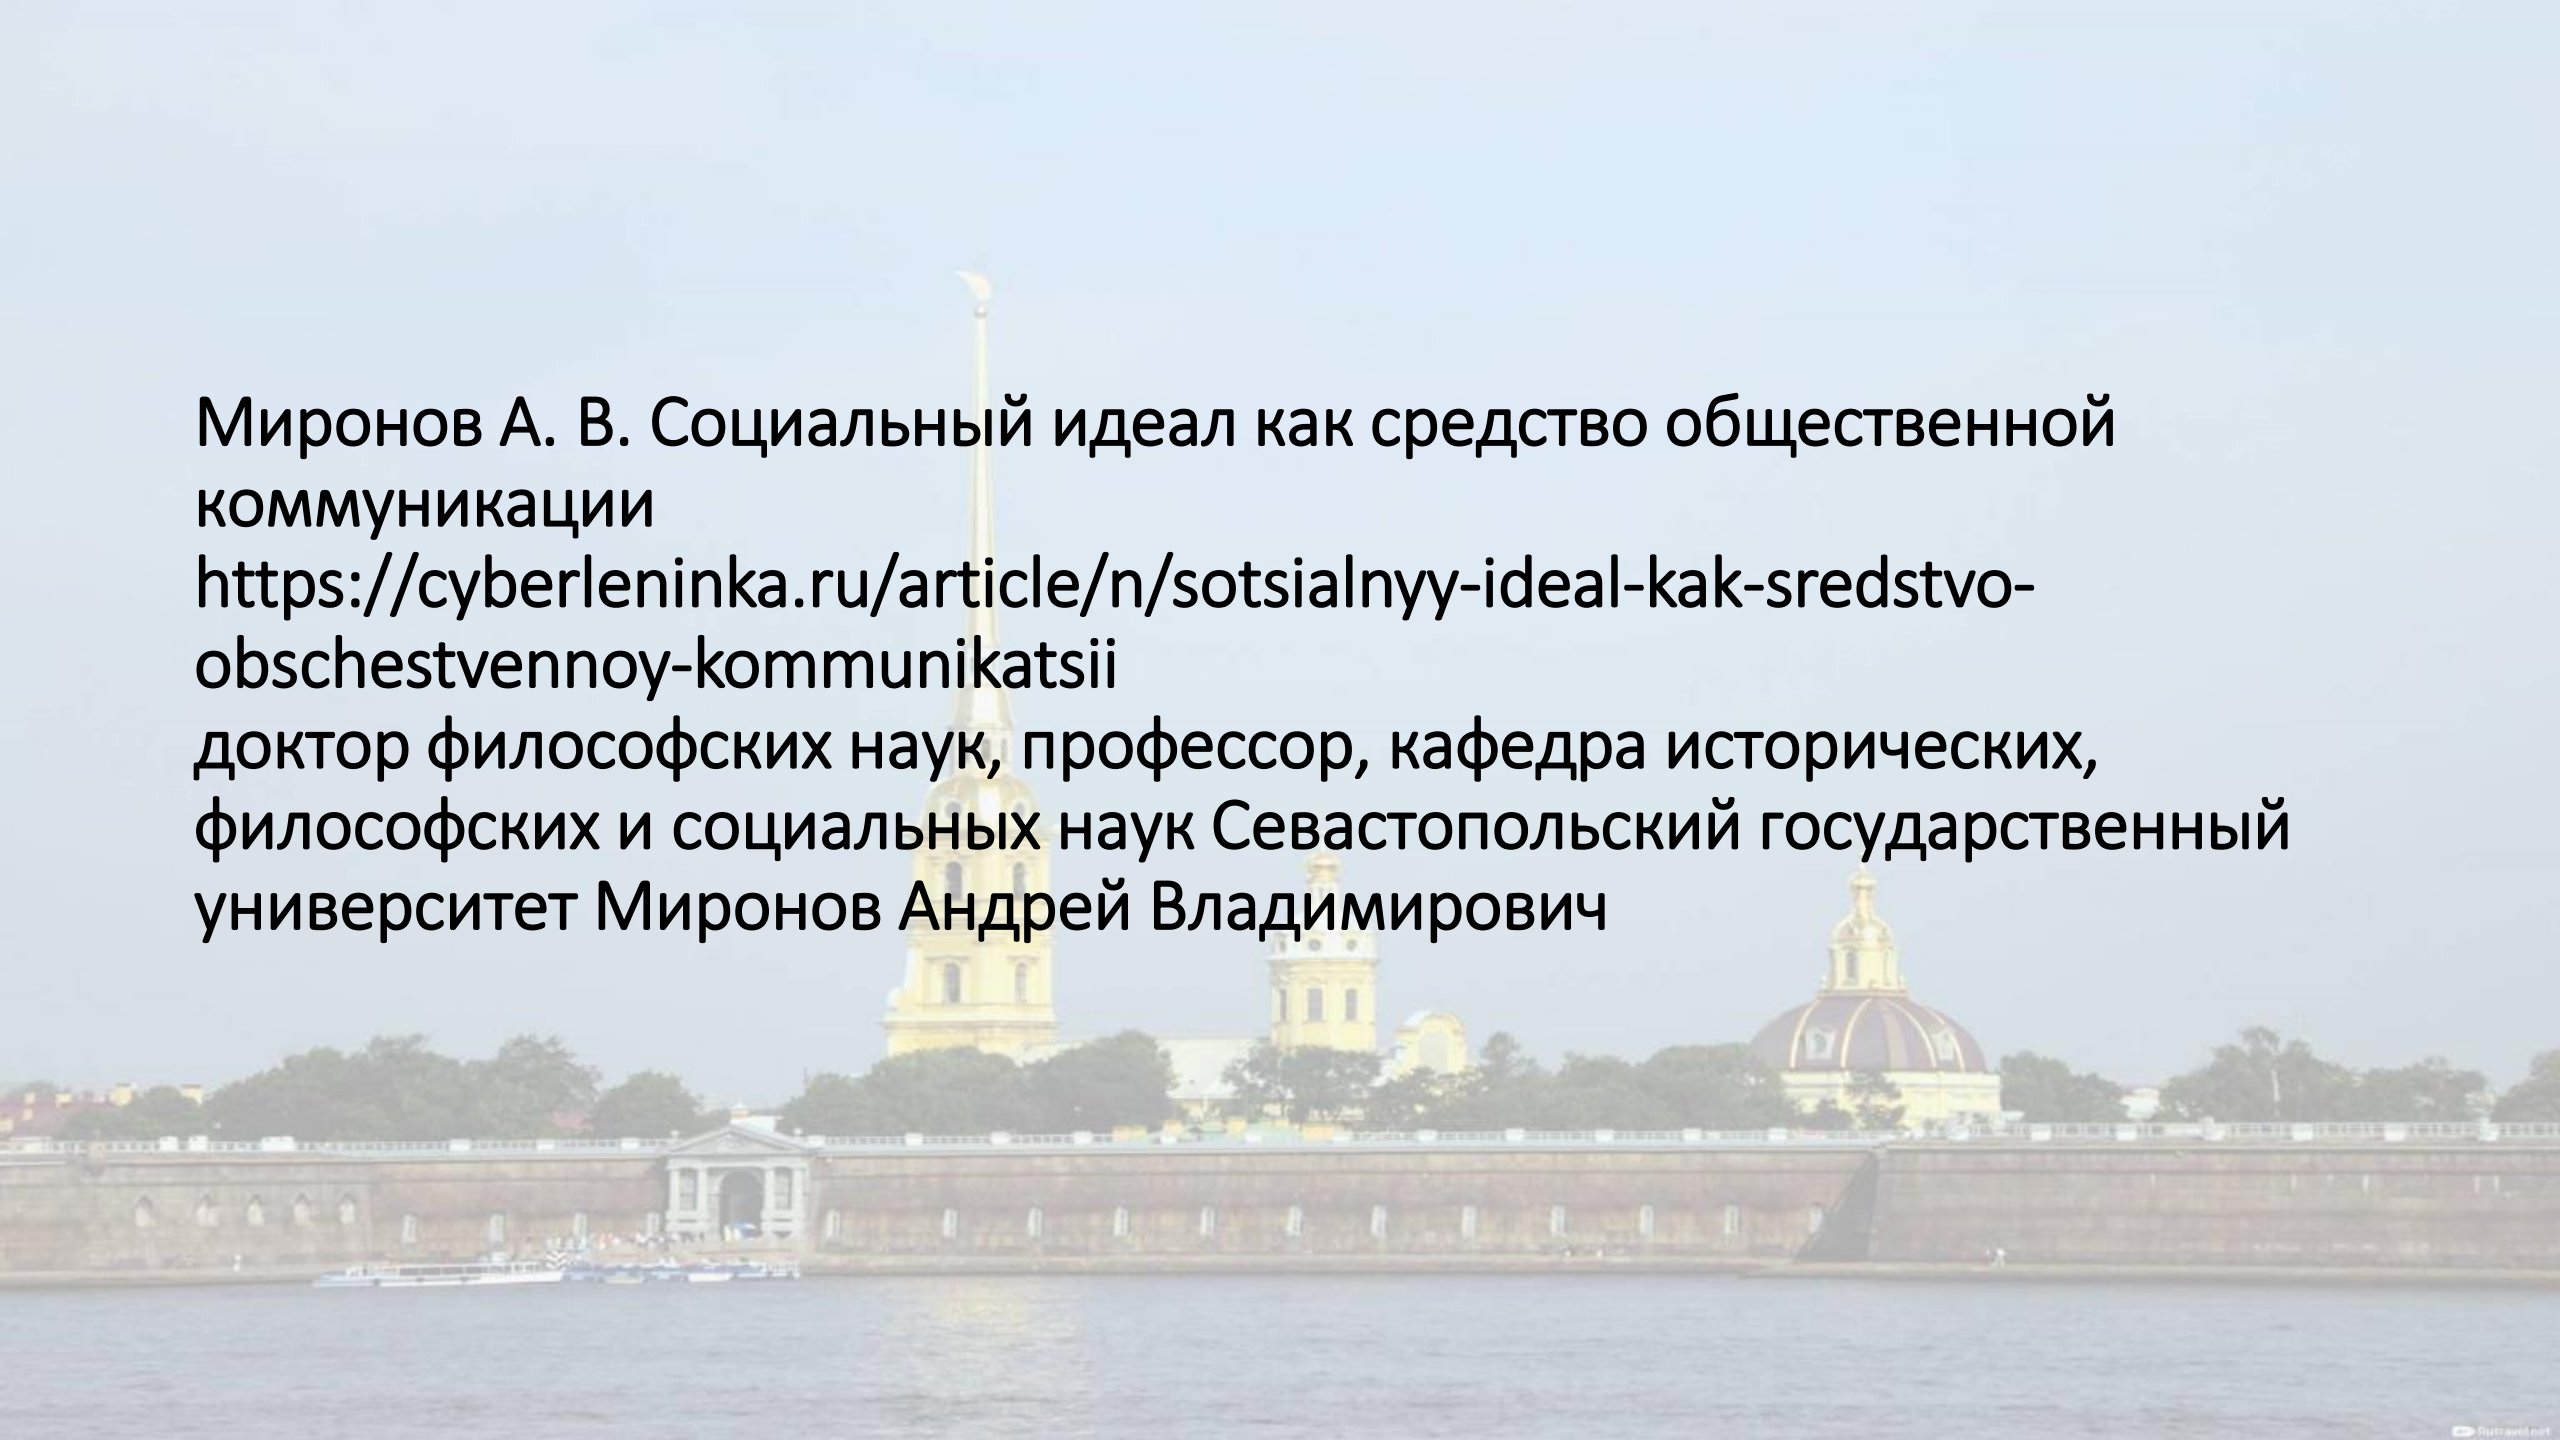 Миронов А. В. Социальный идеал как средство общественной
коммуникации
https://cyberleninka.ru/article/n/sotsialnyy-ideal-kak-sredstvo-
obschestvennoy-kommunikatsii
доктор философских наук, профессор, кафедра исторических,
философских и социальных наук Севастопольский государственный
университет Миронов Андрей Владимирович